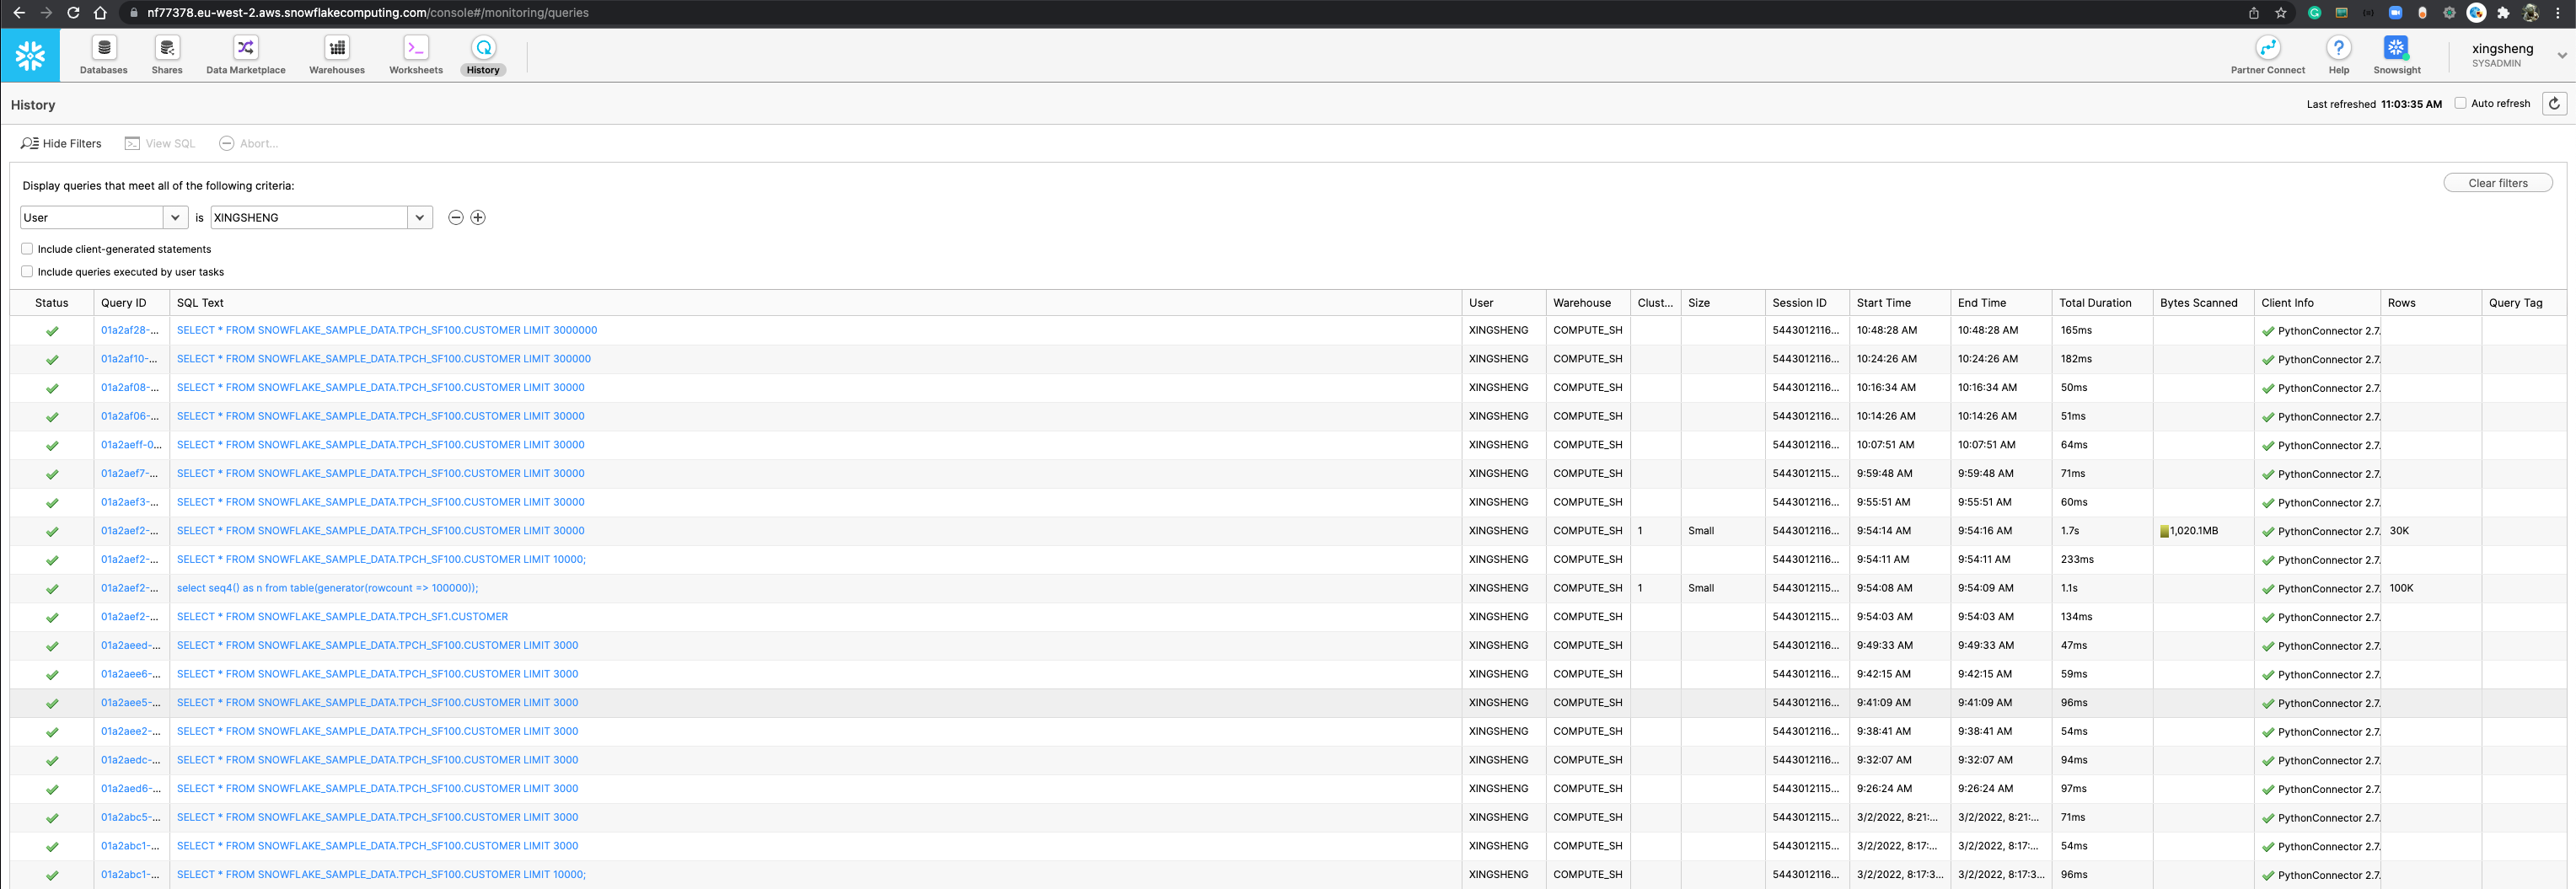 nf77378.eu-west-2.aws.snowflakecomputing.com/console#/monitoring/queries
Databases Shares Data Marketplace Warehouses Worksheets History Partner Connect Help Snowsight xingsheng
SYSADMIN
History Last refreshed 11:03:35 AM Auto refresh
Hide Filters View SQL Abort...
Display queries that meet all of the following criteria: Clear filters
User is XINGSHENG
Include client-generated statements
Include queries executed by user tasks
Status Query ID SQL Text User Warehouse Clust... Size Session ID Start Time End Time Total Duration Bytes Scanned Client Info Rows Query Tag
01a2af28-... SELECT * FROM SNOWFLAKE_SAMPLE_DATA.TPCH_SF100.CUSTOMER LIMIT 3000000 XINGSHENG COMPUTE_SH 5443012116... 10:48:28 AM 10:48:28 AM 165ms PythonConnector 2.7.
01a2af10-... SELECT * FROM SNOWFLAKE_SAMPLE_DATA.TPCH_SF100.CUSTOMER LIMIT 300000 XINGSHENG COMPUTE_SH 5443012116... 10:24:26 AM 10:24:26 AM 182ms PythonConnector 2.7.
01a2af08-... SELECT * FROM SNOWFLAKE_SAMPLE_DATA.TPCH_SF100.CUSTOMER LIMIT 30000 XINGSHENG COMPUTE_SH 5443012116... 10:16:34 AM 10:16:34 AM 50ms PythonConnector 2.7.
01a2af06-... SELECT * FROM SNOWFLAKE_SAMPLE_DATA.TPCH_SF100.CUSTOMER LIMIT 30000 XINGSHENG COMPUTE_SH 5443012116... 10:14:26 AM 10:14:26 AM 51ms PythonConnector 2.7.
01a2aeff-0... SELECT * FROM SNOWFLAKE_SAMPLE_DATA.TPCH_SF100.CUSTOMER LIMIT 30000 XINGSHENG COMPUTE_SH 5443012116... 10:07:51 AM 10:07:51 AM 64ms PythonConnector 2.7.
01a2aef7-... SELECT * FROM SNOWFLAKE_SAMPLE_DATA.TPCH_SF100.CUSTOMER LIMIT 30000 XINGSHENG COMPUTE_SH 5443012115... 9:59:48 AM 9:59:48 AM 71ms PythonConnector 2.7.
01a2aef3-... SELECT * FROM SNOWFLAKE_SAMPLE_DATA.TPCH_SF100.CUSTOMER LIMIT 30000 XINGSHENG COMPUTE_SH 5443012116... 9:55:51 AM 9:55:51 AM 60ms PythonConnector 2.7.
01a2aef2-... SELECT * FROM SNOWFLAKE_SAMPLE_DATA.TPCH_SF100.CUSTOMER LIMIT 30000 XINGSHENG COMPUTE_SH 1 Small 5443012116... 9:54:14 AM 9:54:16 AM 1.7s 1,020.1MB PythonConnector 2.7. 30K
01a2aef2-... SELECT * FROM SNOWFLAKE_SAMPLE_DATA.TPCH_SF100.CUSTOMER LIMIT 10000; XINGSHENG COMPUTE_SH 5443012116... 9:54:11 AM 9:54:11 AM 233ms PythonConnector 2.7.
01a2aef2-... select seq4() as n from table(generator(rowcount => 100000)); XINGSHENG COMPUTE_SH 1 Small 5443012115... 9:54:08 AM 9:54:09 AM 1.1s PythonConnector 2.7. 100K
01a2aef2-... SELECT * FROM SNOWFLAKE_SAMPLE_DATA.TPCH_SF1.CUSTOMER XINGSHENG COMPUTE_SH 5443012115... 9:54:03 AM 9:54:03 AM 134ms PythonConnector 2.7.
01a2aeed-... SELECT * FROM SNOWFLAKE_SAMPLE_DATA.TPCH_SF100.CUSTOMER LIMIT 3000 XINGSHENG COMPUTE_SH 5443012116... 9:49:33 AM 9:49:33 AM 47ms PythonConnector 2.7.
01a2aee6-... SELECT * FROM SNOWFLAKE_SAMPLE_DATA.TPCH_SF100.CUSTOMER LIMIT 3000 XINGSHENG COMPUTE_SH 5443012116... 9:42:15 AM 9:42:15 AM 59ms PythonConnector 2.7.
01a2aee5-... SELECT * FROM SNOWFLAKE_SAMPLE_DATA.TPCH_SF100.CUSTOMER LIMIT 3000 XINGSHENG COMPUTE_SH 5443012116... 9:41:09 AM 9:41:09 AM 96ms PythonConnector 2.7.
01a2aee2-... SELECT * FROM SNOWFLAKE_SAMPLE_DATA.TPCH_SF100.CUSTOMER LIMIT 3000 XINGSHENG COMPUTE_SH 5443012116... 9:38:41 AM 9:38:41 AM 54ms PythonConnector 2.7.
01a2aedc-... SELECT * FROM SNOWFLAKE_SAMPLE_DATA.TPCH_SF100.CUSTOMER LIMIT 3000 XINGSHENG COMPUTE_SH 5443012116... 9:32:07 AM 9:32:07 AM 94ms PythonConnector 2.7.
01a2aed6-... SELECT * FROM SNOWFLAKE_SAMPLE_DATA.TPCH_SF100.CUSTOMER LIMIT 3000 XINGSHENG COMPUTE_SH 5443012115... 9:26:24 AM 9:26:24 AM 97ms PythonConnector 2.7.
01a2abc5-... SELECT * FROM SNOWFLAKE_SAMPLE_DATA.TPCH_SF100.CUSTOMER LIMIT 3000 XINGSHENG COMPUTE_SH 5443012115... 3/2/2022, 8:21:... 3/2/2022, 8:21:... 71ms PythonConnector 2.7.
01a2abc1-... SELECT * FROM SNOWFLAKE_SAMPLE_DATA.TPCH_SF100.CUSTOMER LIMIT 3000 XINGSHENG COMPUTE_SH 5443012115... 3/2/2022, 8:17:... 3/2/2022, 8:17:... 54ms PythonConnector 2.7.
01a2abc1-... SELECT * FROM SNOWFLAKE_SAMPLE_DATA.TPCH_SF100.CUSTOMER LIMIT 10000; XINGSHENG COMPUTE_SH 5443012116... 3/2/2022, 8:17:3... 3/2/2022, 8:17:3... 96ms PythonConnector 2.7.